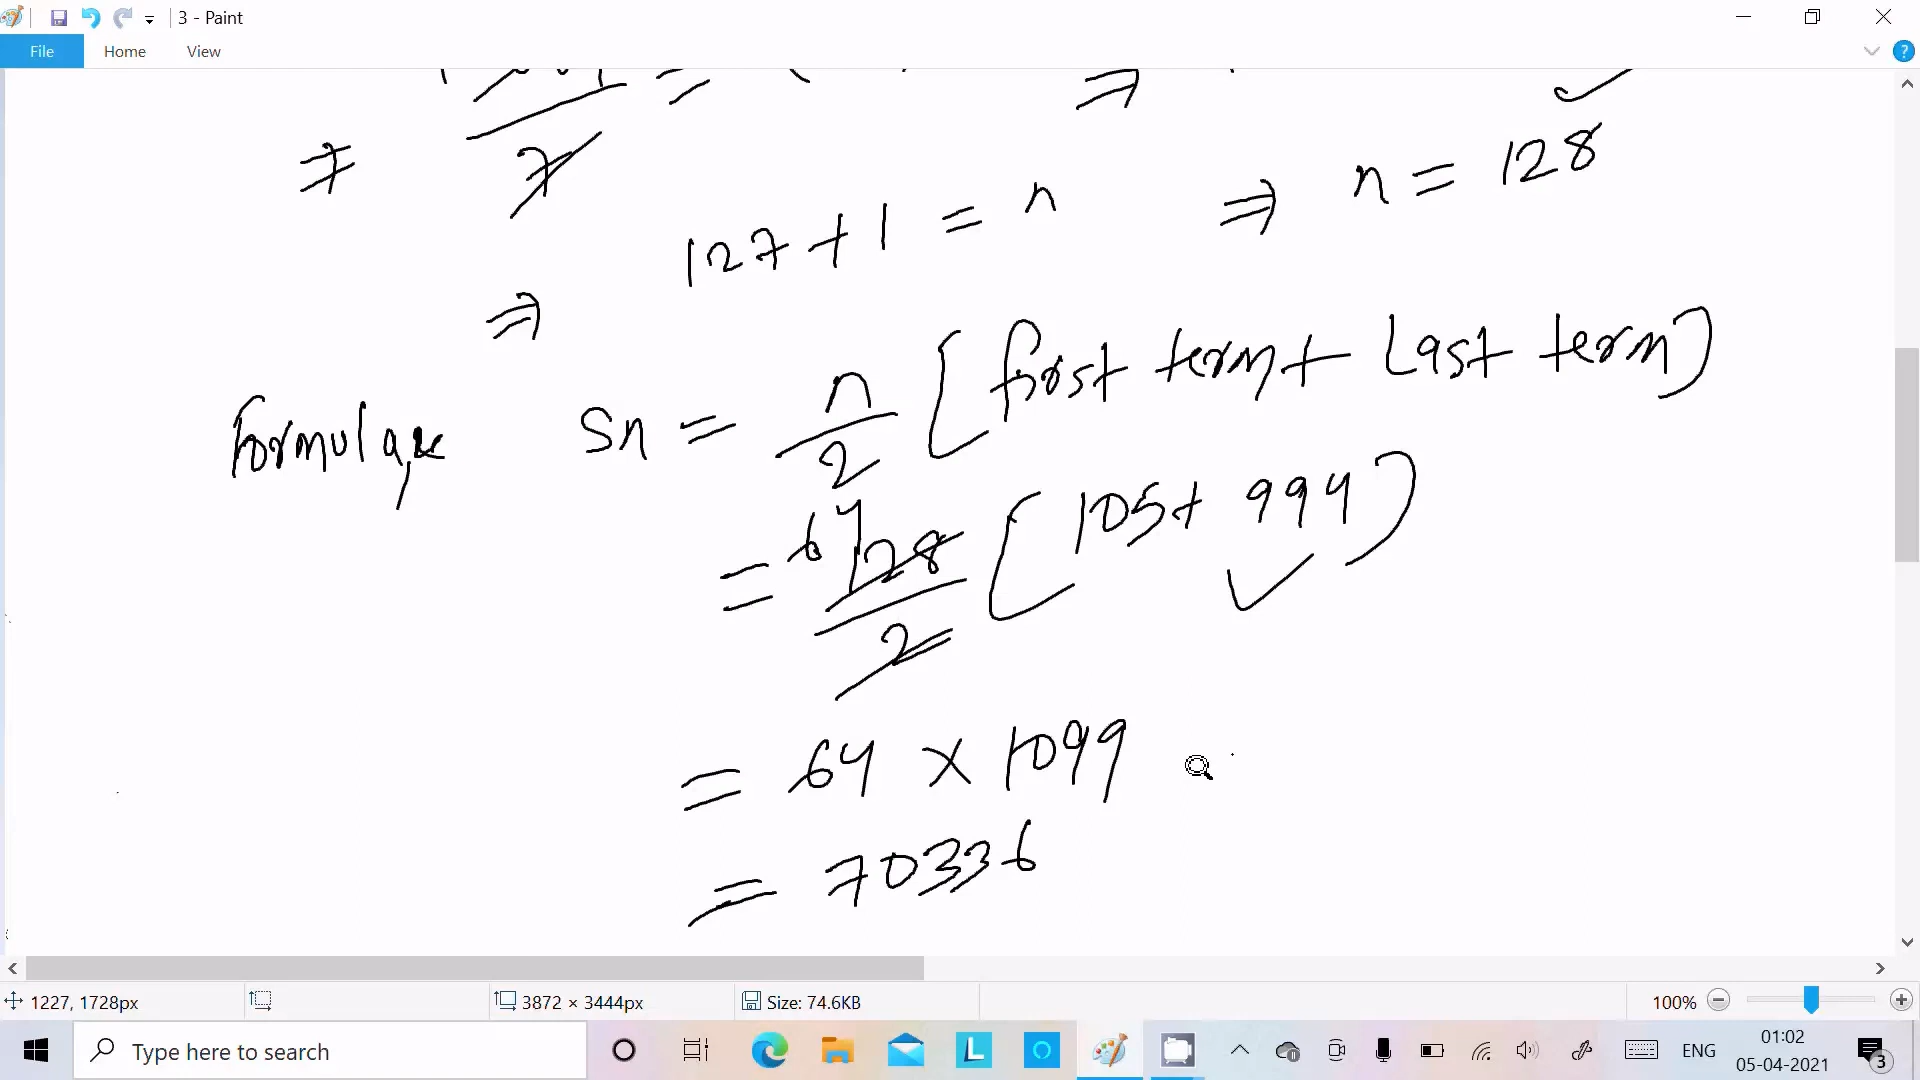 3 - Paint
File Home View
⇒ 7 = ⇒
127 + 1 = n ⇒ n = 128
⇒
Formulae Sn = n/2 [first term + Last term]
= 64 128/2 [105 + 994]
= 64 × 1099
= 70336
1227, 1728px 3872 × 3444px Size: 74.6KB 100%
Type here to search ENG 01:02 05-04-2021 3